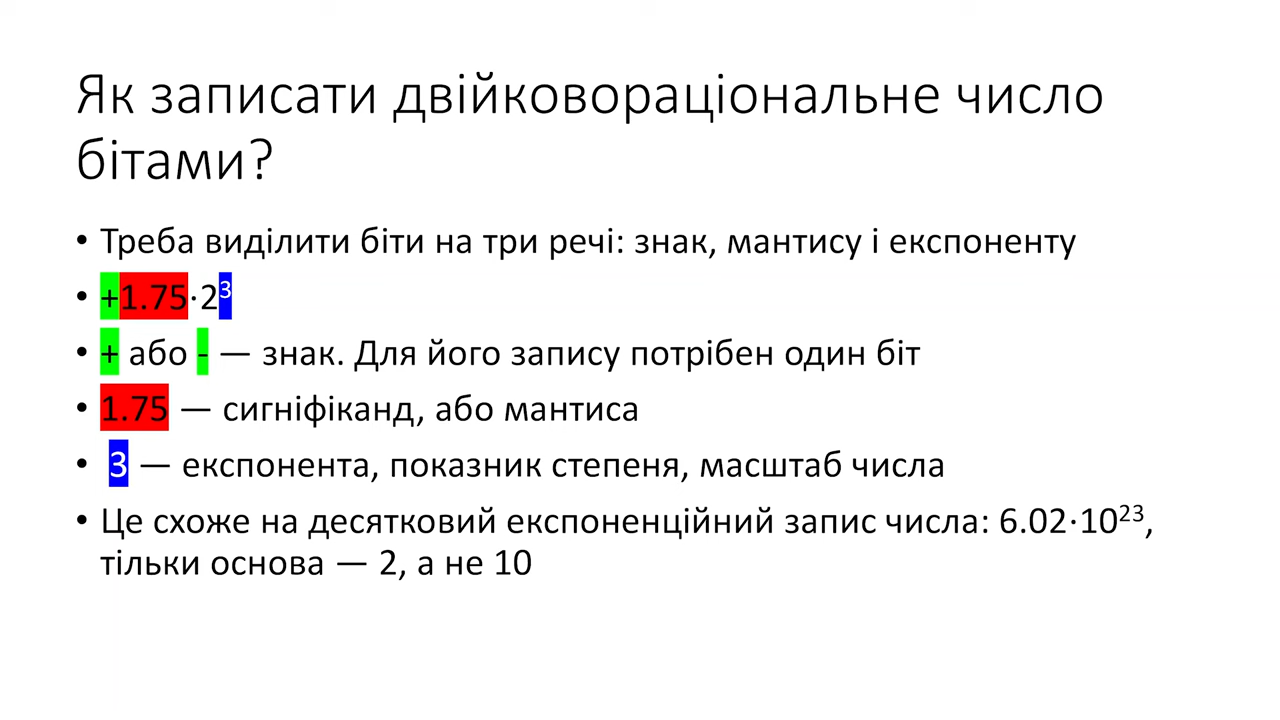 Як записати двійковораціональне число
бітами?
• Треба виділити біти на три речі: знак, мантису і експоненту
• +1.75·2³
• + або - — знак. Для його запису потрібен один біт
• 1.75 — сигніфіканд, або мантиса
• 3 — експонента, показник степеня, масштаб числа
• Це схоже на десятковий експоненційний запис числа: 6.02·10²³,
тільки основа — 2, а не 10